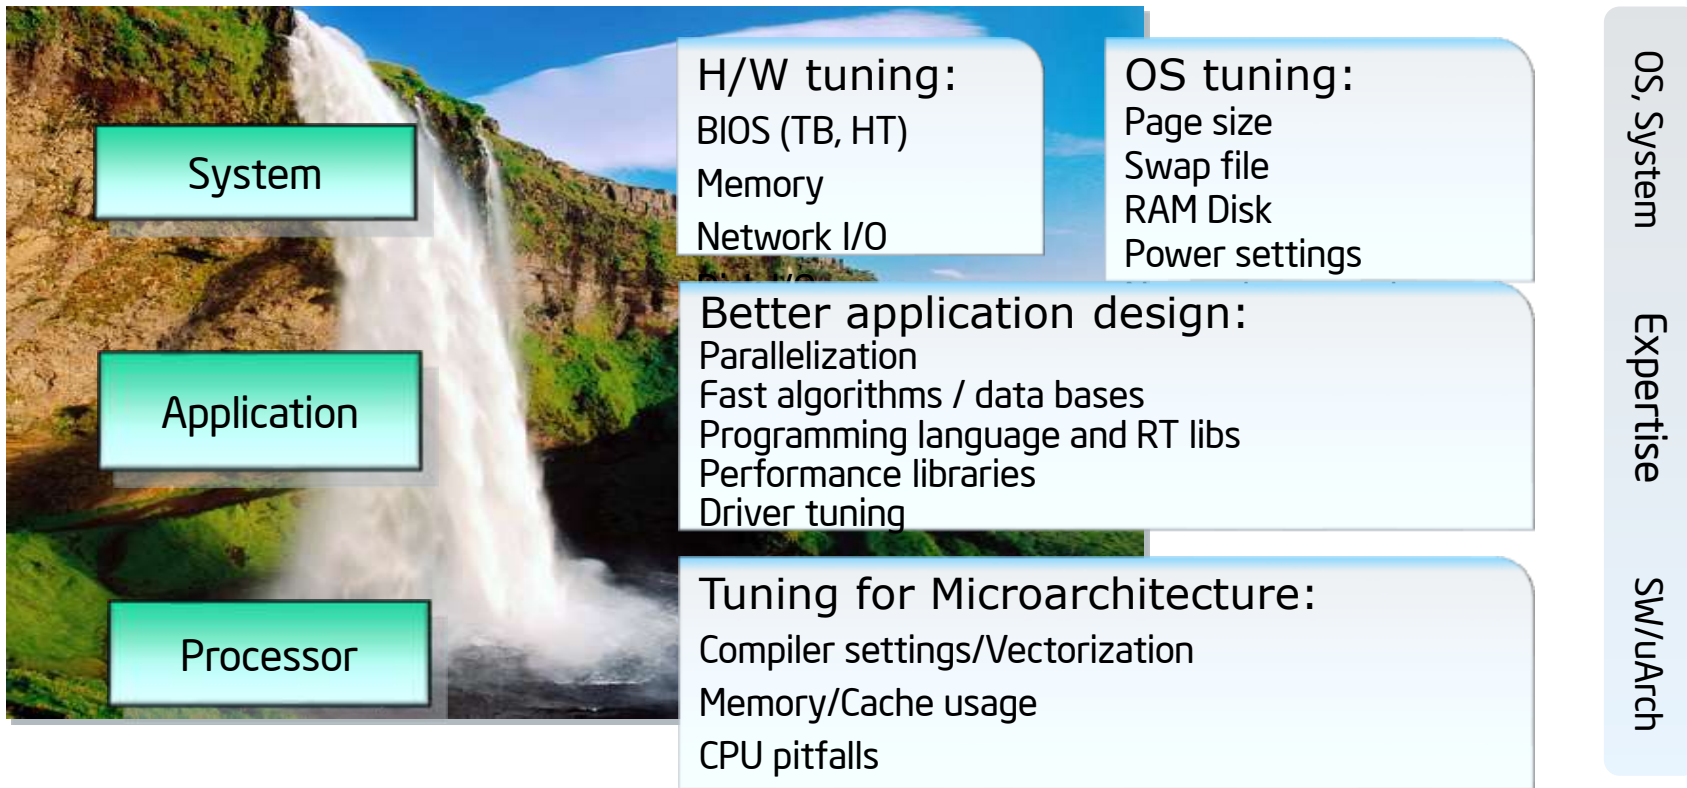 System
H/W tuning:
BIOS (TB, HT)
Memory
Network I/O
OS tuning:
Page size
Swap file
RAM Disk
Power settings
Application
Better application design:
Parallelization
Fast algorithms / data bases
Programming language and RT libs
Performance libraries
Driver tuning
Processor
Tuning for Microarchitecture:
Compiler settings/Vectorization
Memory/Cache usage
CPU pitfalls
OS, System
Expertise
SW/uArch